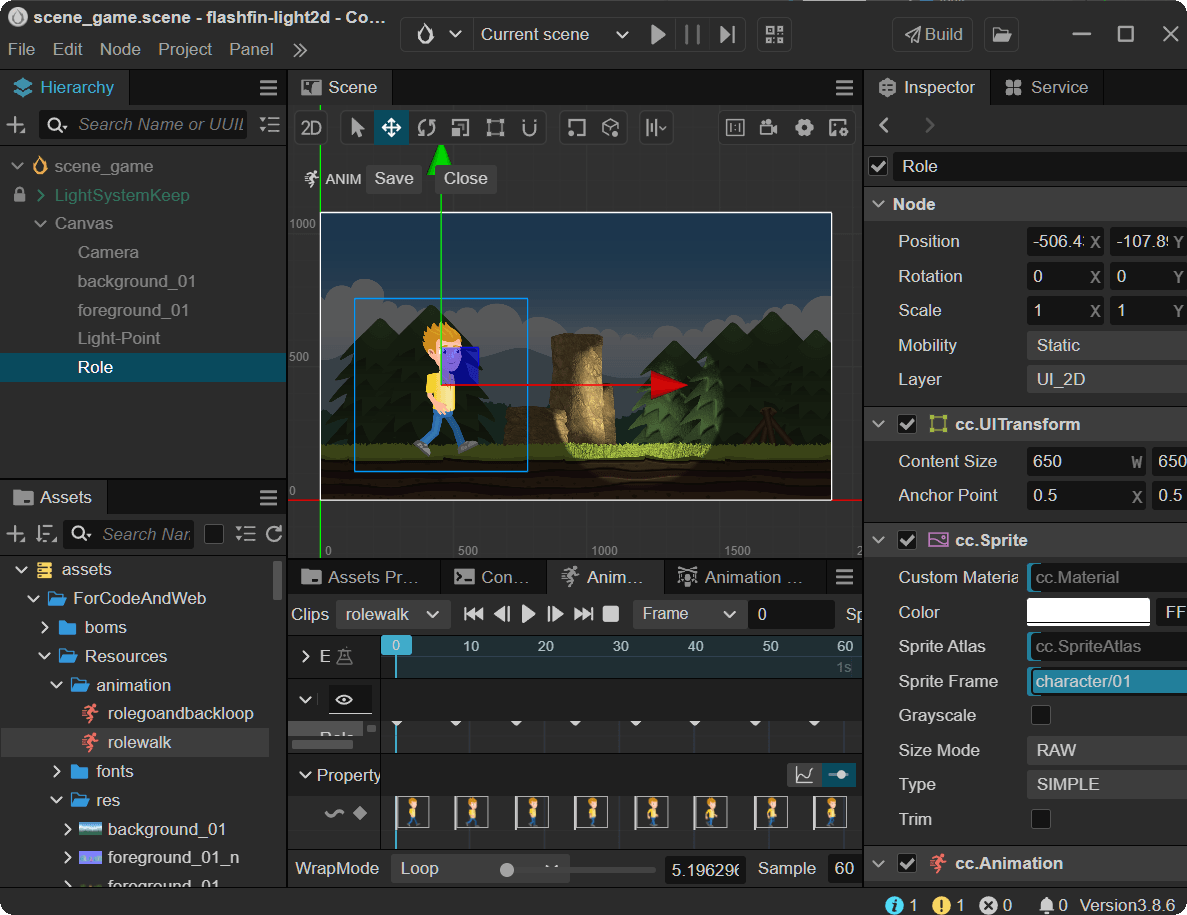 scene_game.scene - flashfin-light2d - Co...
File Edit Node Project Panel
Current scene
Build
Hierarchy
Search Name or UUI
scene_game
LightSystemKeep
Canvas
Camera
background_01
foreground_01
Light-Point
Role
Assets
Search Nar
assets
ForCodeAndWeb
boms
Resources
animation
rolegoandbackloop
rolewalk
fonts
res
background_01
foreground_01_n
foreground_01
Scene
2D
ANIM Save Close
1000
500
0
0 500 1000 1500 2
Assets Pr... Con... Anim... Animation ...
Clips rolewalk Frame 0 Sp
E 0 10 20 30 40 50 60
1s
Role
Property
WrapMode Loop 5.196296 Sample 60
Inspector Service
Role
Node
Position -506.4 X -107.89 Y
Rotation 0 X 0 Y
Scale 1 X 1 Y
Mobility Static
Layer UI_2D
cc.UITransform
Content Size 650 W 650
Anchor Point 0.5 X 0.5
cc.Sprite
Custom Materia cc.Material
Color FF
Sprite Atlas cc.SpriteAtlas
Sprite Frame character/01
Grayscale
Size Mode RAW
Type SIMPLE
Trim
cc.Animation
1 1 0 0 Version3.8.6